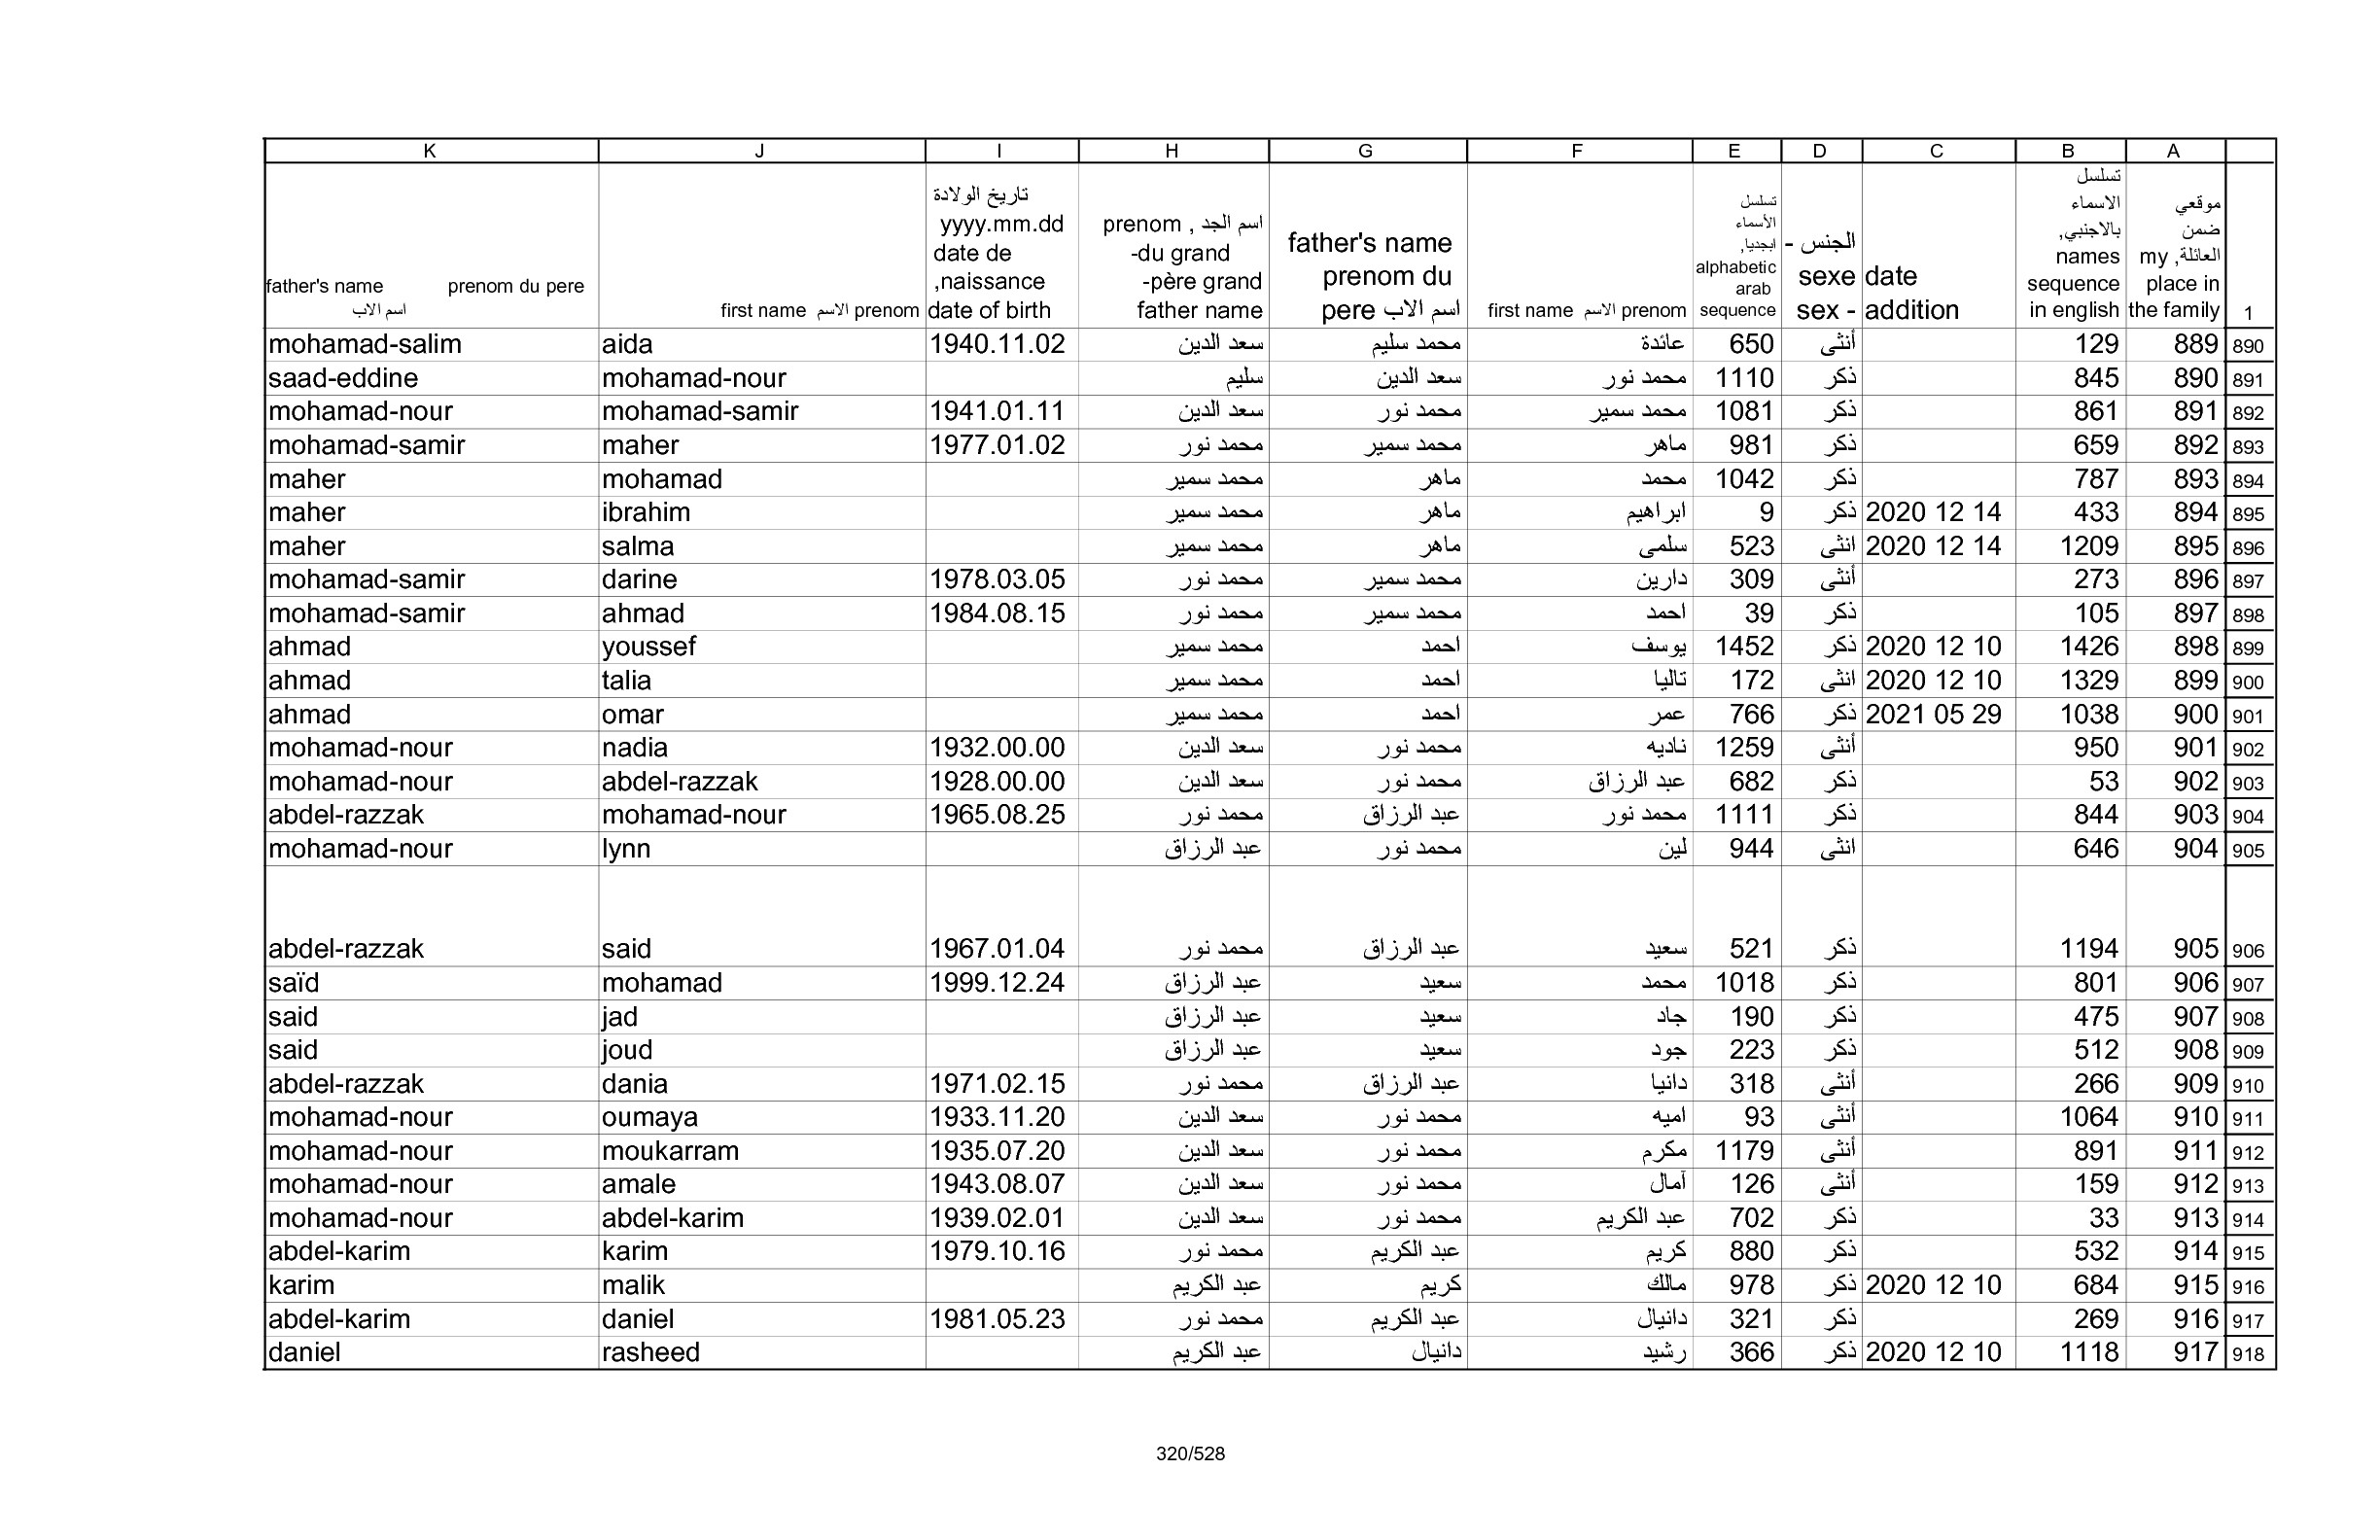 K J I H G F E D C B A
father's name prenom du pere اسم الاب
first name الاسم prenom
تاريخ الولادة yyyy.mm.dd date de naissance, date of birth
اسم الجد , prenom du grand- père grand- father name
father's name prenom du pere اسم الاب
first name الاسم prenom
تسلسل الأسماء ابجديا, alphabetic arab sequence
الجنس - sexe sex -
date addition
تسلسل الاسماء بالاجنبي, names sequence in english
موقعي ضمن العائلة, my place in the family
1
mohamad-salim aida 1940.11.02 سعد الدين محمد سليم عائدة 650 أنثى 129 889 890
saad-eddine mohamad-nour سليم سعد الدين محمد نور 1110 ذكر 845 890 891
mohamad-nour mohamad-samir 1941.01.11 سعد الدين محمد نور محمد سمير 1081 ذكر 861 891 892
mohamad-samir maher 1977.01.02 محمد نور محمد سمير ماهر 981 ذكر 659 892 893
maher mohamad محمد سمير ماهر محمد 1042 ذكر 787 893 894
maher ibrahim محمد سمير ماهر ابراهيم 9 ذكر 2020 12 14 433 894 895
maher salma محمد سمير ماهر سلمى 523 انثى 2020 12 14 1209 895 896
mohamad-samir darine 1978.03.05 محمد نور محمد سمير دارين 309 أنثى 273 896 897
mohamad-samir ahmad 1984.08.15 محمد نور محمد سمير احمد 39 ذكر 105 897 898
ahmad youssef محمد سمير احمد يوسف 1452 ذكر 2020 12 10 1426 898 899
ahmad talia محمد سمير احمد تاليا 172 انثى 2020 12 10 1329 899 900
ahmad omar محمد سمير احمد عمر 766 ذكر 2021 05 29 1038 900 901
mohamad-nour nadia 1932.00.00 سعد الدين محمد نور ناديه 1259 أنثى 950 901 902
mohamad-nour abdel-razzak 1928.00.00 سعد الدين محمد نور عبد الرزاق 682 ذكر 53 902 903
abdel-razzak mohamad-nour 1965.08.25 محمد نور عبد الرزاق محمد نور 1111 ذكر 844 903 904
mohamad-nour lynn عبد الرزاق محمد نور لين 944 انثى 646 904 905
abdel-razzak said 1967.01.04 محمد نور عبد الرزاق سعيد 521 ذكر 1194 905 906
saïd mohamad 1999.12.24 عبد الرزاق سعيد محمد 1018 ذكر 801 906 907
said jad عبد الرزاق سعيد جاد 190 ذكر 475 907 908
said joud عبد الرزاق سعيد جود 223 ذكر 512 908 909
abdel-razzak dania 1971.02.15 محمد نور عبد الرزاق دانيا 318 أنثى 266 909 910
mohamad-nour oumaya 1933.11.20 سعد الدين محمد نور اميه 93 أنثى 1064 910 911
mohamad-nour moukarram 1935.07.20 سعد الدين محمد نور مكرم 1179 أنثى 891 911 912
mohamad-nour amale 1943.08.07 سعد الدين محمد نور آمال 126 أنثى 159 912 913
mohamad-nour abdel-karim 1939.02.01 سعد الدين محمد نور عبد الكريم 702 ذكر 33 913 914
abdel-karim karim 1979.10.16 محمد نور عبد الكريم كريم 880 ذكر 532 914 915
karim malik عبد الكريم كريم مالك 978 ذكر 2020 12 10 684 915 916
abdel-karim daniel 1981.05.23 محمد نور عبد الكريم دانيال 321 ذكر 269 916 917
daniel rasheed عبد الكريم دانيال رشيد 366 ذكر 2020 12 10 1118 917 918
320/528